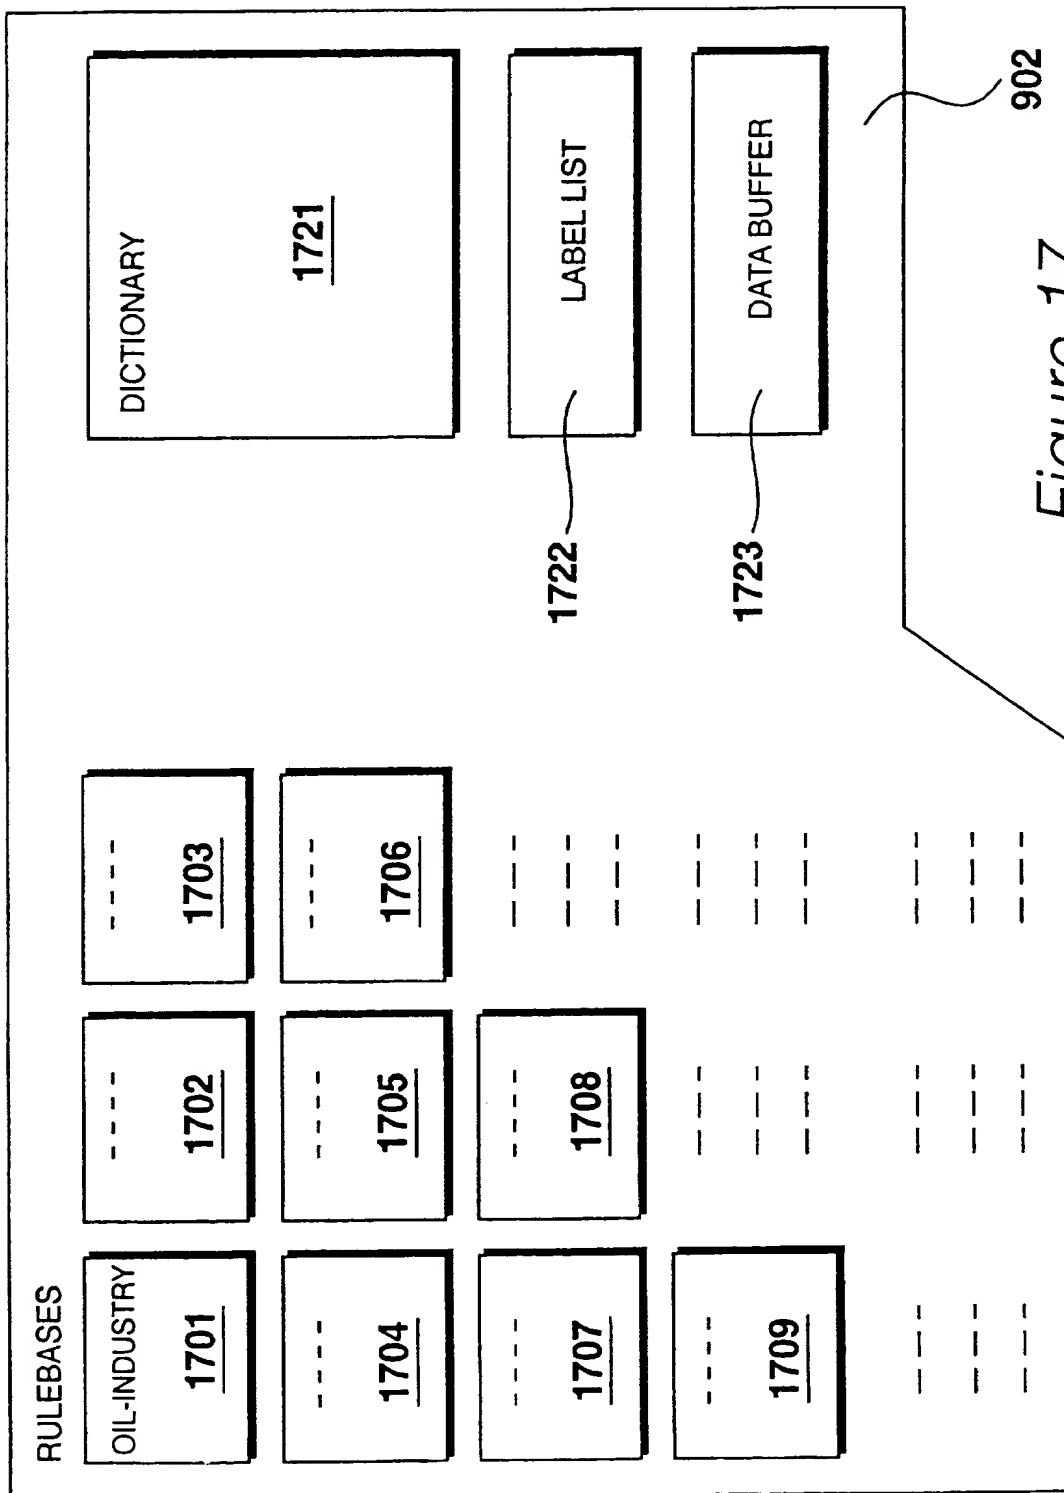 RULEBASES
OIL-INDUSTRY
1701
1702
1703
1704
1705
1706
1707
1708
1709
DICTIONARY
1721
1722
LABEL LIST
1723
DATA BUFFER
902
Figure 17